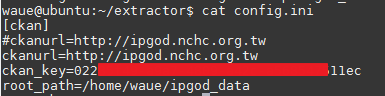 waue@ubuntu:~/extractor$ cat config.ini
[ckan]
#ckanurl=http://ipgod.nchc.org.tw
ckanurl=http://ipgod.nchc.org.tw
ckan_key=022 11ec
root_path=/home/waue/ipgod_data